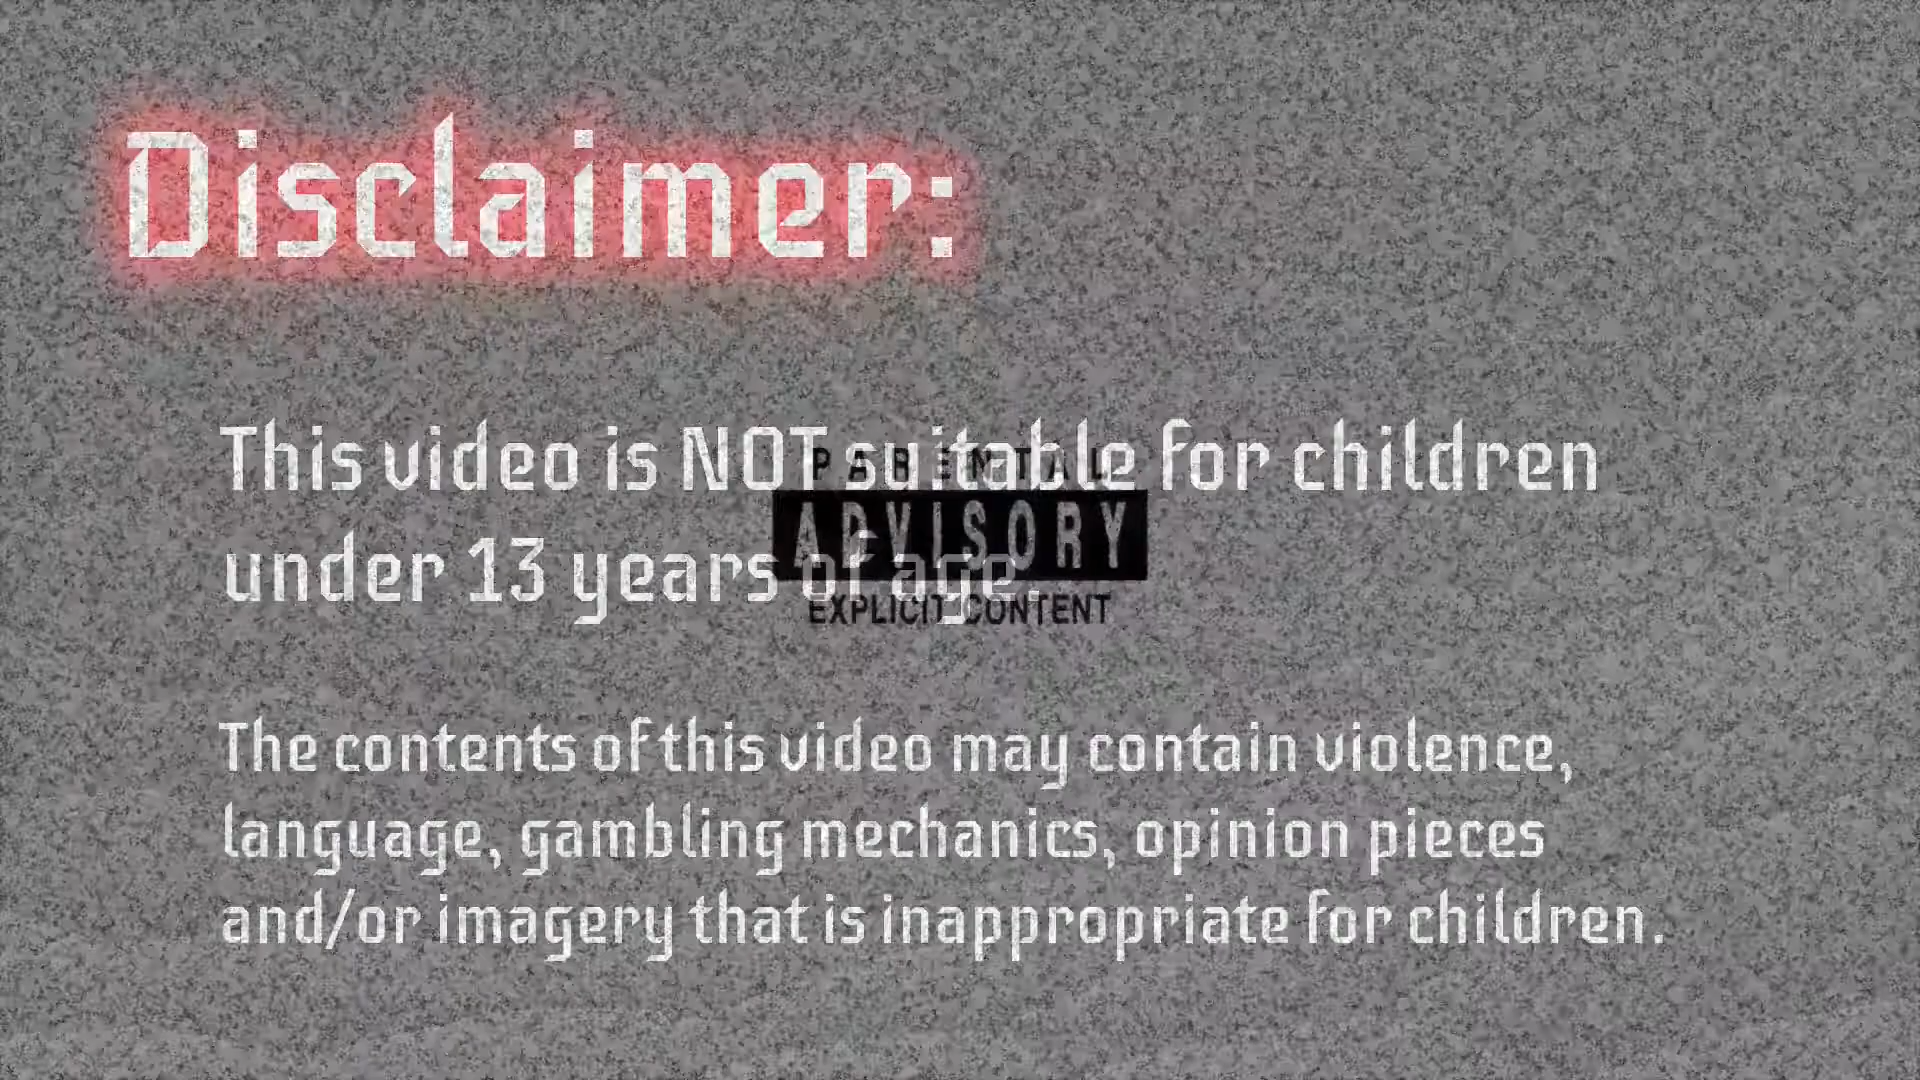 Disclaimer:
This video is NOT suitable for children
under 13 years of age.
PARENTAL
ADVISORY
EXPLICIT CONTENT
The contents of this video may contain violence,
language, gambling mechanics, opinion pieces
and/or imagery that is inappropriate for children.